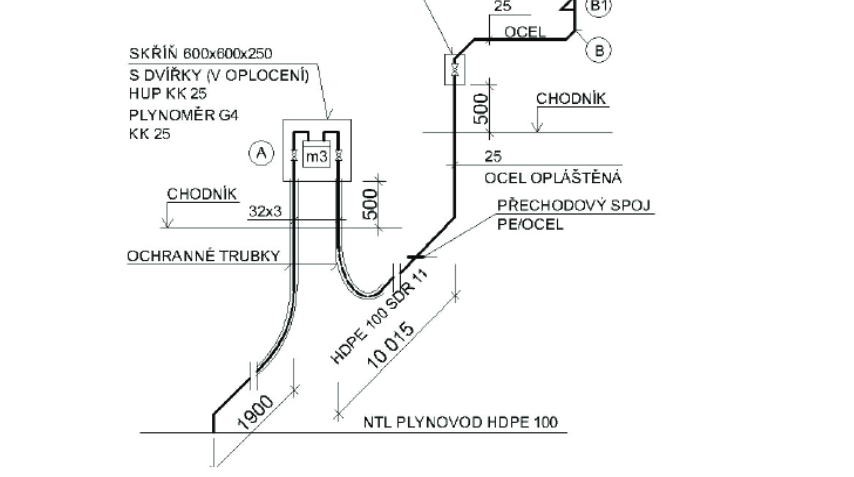 25
B1
OCEL
B
SKŘÍŇ 600x600x250
S DVÍŘKY (V OPLOCENÍ)
HUP KK 25
PLYNOMĚR G4
KK 25
A
m3
500
CHODNÍK
25
OCEL OPLÁŠTĚNÁ
CHODNÍK
32x3
500
PŘECHODOVÝ SPOJ
PE/OCEL
OCHRANNÉ TRUBKY
HDPE 100 SDR 11
10 015
1900
NTL PLYNOVOD HDPE 100